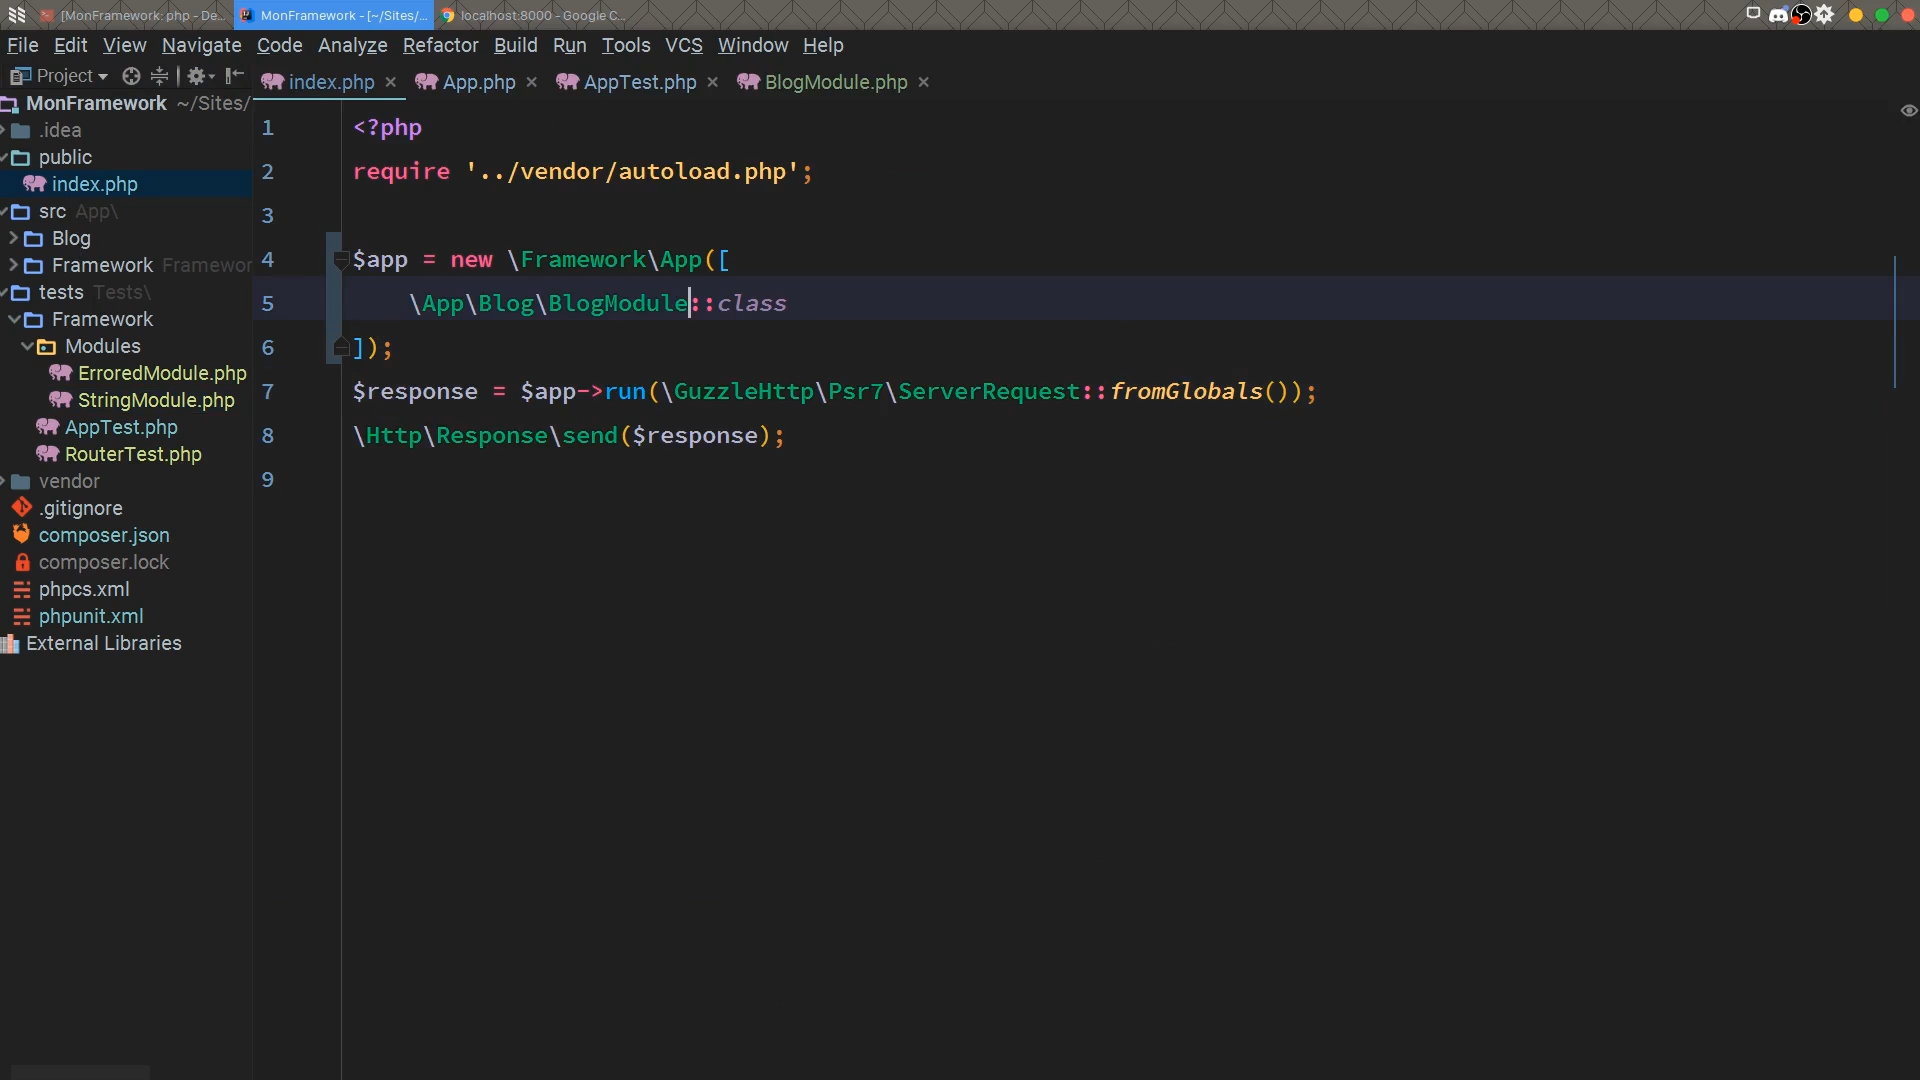 [MonFramework: php - De... MonFramework - [~/Sites/... localhost:8000 - Google C...
File Edit View Navigate Code Analyze Refactor Build Run Tools VCS Window Help
Project index.php × App.php × AppTest.php × BlogModule.php ×
MonFramework ~/Sites/
.idea
public
index.php
src App\
Blog
Framework Framewor
tests Tests\
Framework
Modules
ErroredModule.php
StringModule.php
AppTest.php
RouterTest.php
vendor
.gitignore
composer.json
composer.lock
phpcs.xml
phpunit.xml
External Libraries
1 <?php
2 require '../vendor/autoload.php';
3
4 $app = new \Framework\App([
5 \App\Blog\BlogModule::class
6 ]);
7 $response = $app->run(\GuzzleHttp\Psr7\ServerRequest::fromGlobals());
8 \Http\Response\send($response);
9